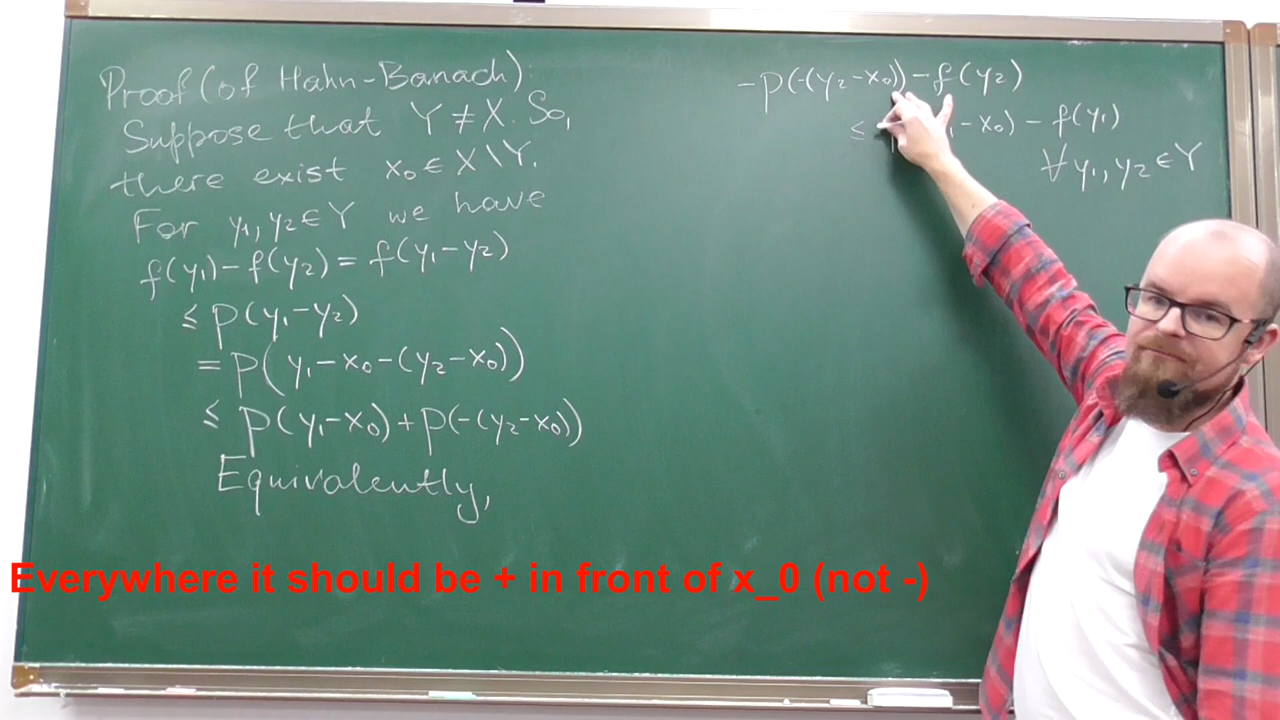 Proof (of Hahn-Banach):
Suppose that Y ≠ X. So,
there exist x₀ ∈ X \ Y.
For y₁, y₂ ∈ Y we have
f(y₁) - f(y₂) = f(y₁ - y₂)
≤ p(y₁ - y₂)
= p(y₁ - x₀ - (y₂ - x₀))
≤ p(y₁ - x₀) + p(-(y₂ - x₀))
Equivalently,
-p(-(y₂ - x₀)) - f(y₂)
≤ - x₀) - f(y₁)
∀ y₁, y₂ ∈ Y
Everywhere it should be + in front of x_0 (not -)